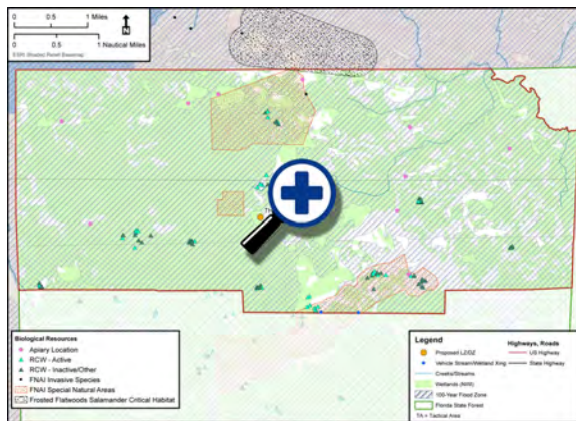 0 0.5 1 Miles
0 0.5 1 Nautical Miles
N
Biological Resources
Apiary Location
RCW - Active
RCW - Inactive/Other
FNAI Invasive Species
FNAI Special Natural Areas
Frosted Flatwoods Salamander Critical Habitat
Legend
Proposed LZ/DZ
Vehicle Stream/Wetland Xing
Creeks/Streams
Wetlands (NWI)
100-Year Flood Zone
Florida State Forest
TA = Tactical Area
Highways, Roads
US Highway
State Highway